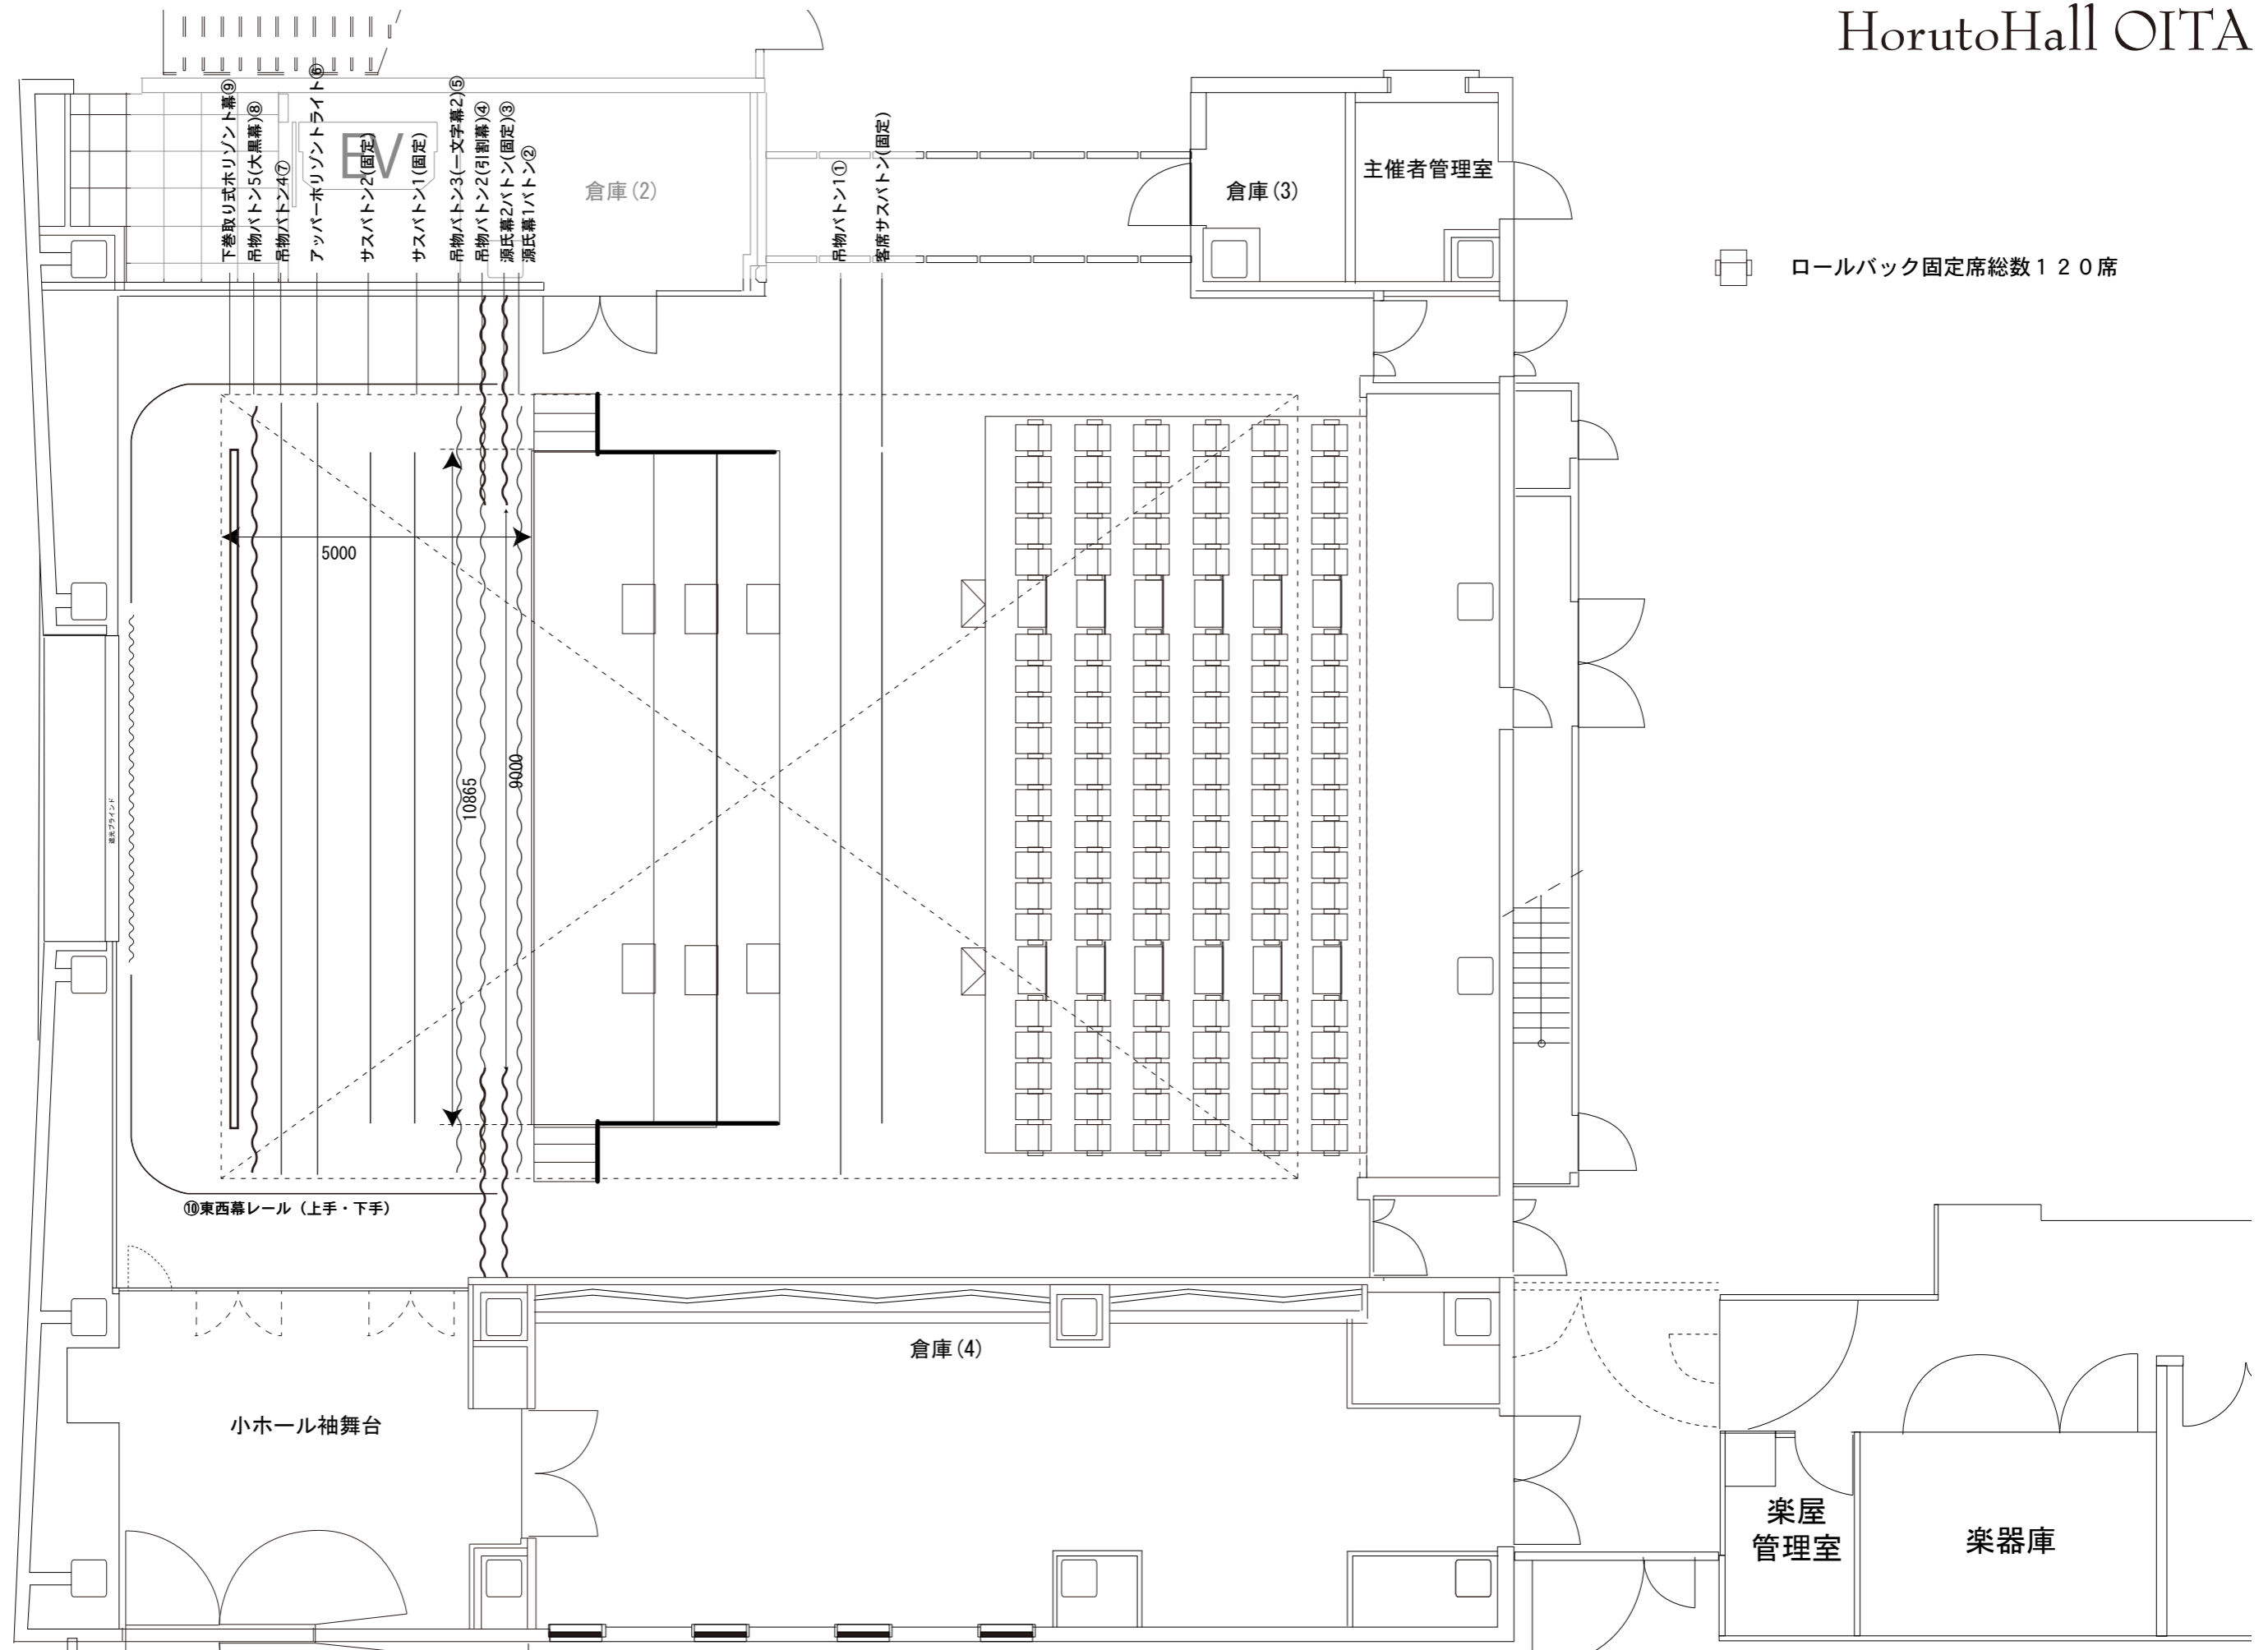 HorutoHall OITA
下巻取り式ホリゾント幕⑨
吊物バトン5(大黒幕)⑧
吊物バトン4⑦
アッパーホリゾントライト⑥
サスバトン2(固定)
サスバトン1(固定)
吊物バトン3(一文字幕2)⑤
吊物バトン2(引割幕)④
源氏幕2バトン(固定)③
源氏幕1バトン②
吊物バトン1①
客席サスバトン(固定)
EV
倉庫(2)
倉庫(3)
主催者管理室
ロールバック固定席総数120席
5000
10865
9000
遮光ブラインド
⑩東西幕レール（上手・下手）
倉庫(4)
小ホール袖舞台
楽屋
管理室
楽器庫